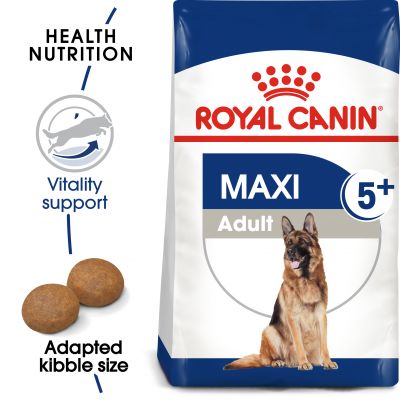 HEALTH
NUTRITION
Vitality
support
Adapted
kibble size
ROYAL CANIN
MAXI
Adult
5+